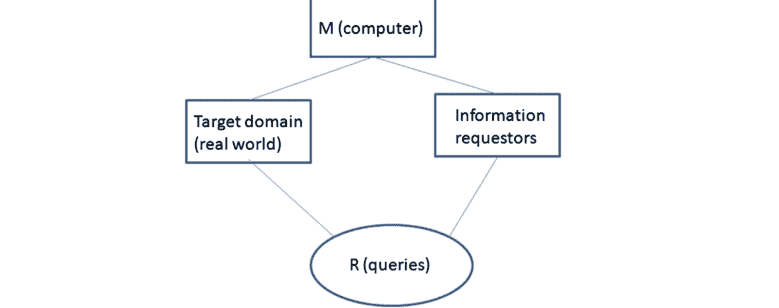 M (computer)
Target domain
(real world)
Information
requestors
R (queries)